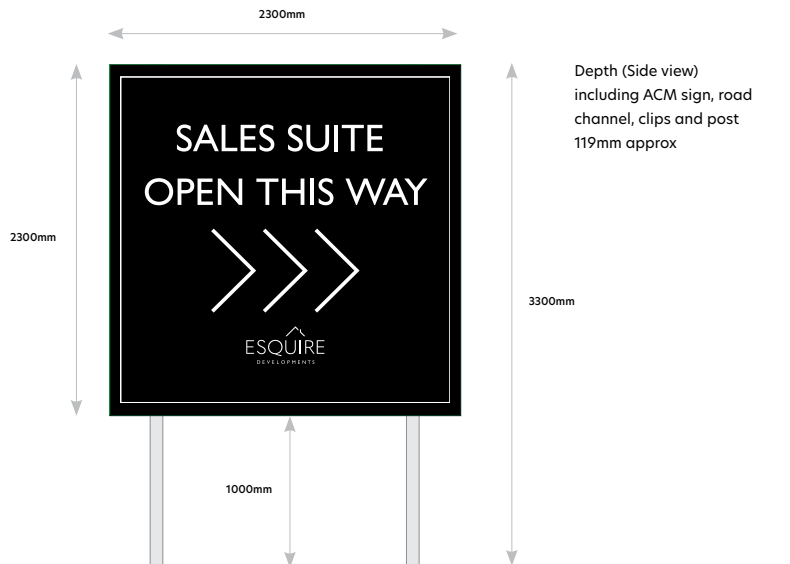 2300mm
Depth (Side view)
including ACM sign, road
channel, clips and post
119mm approx
SALES SUITE
OPEN THIS WAY
2300mm
3300mm
ESQUIRE
DEVELOPMENTS
1000mm